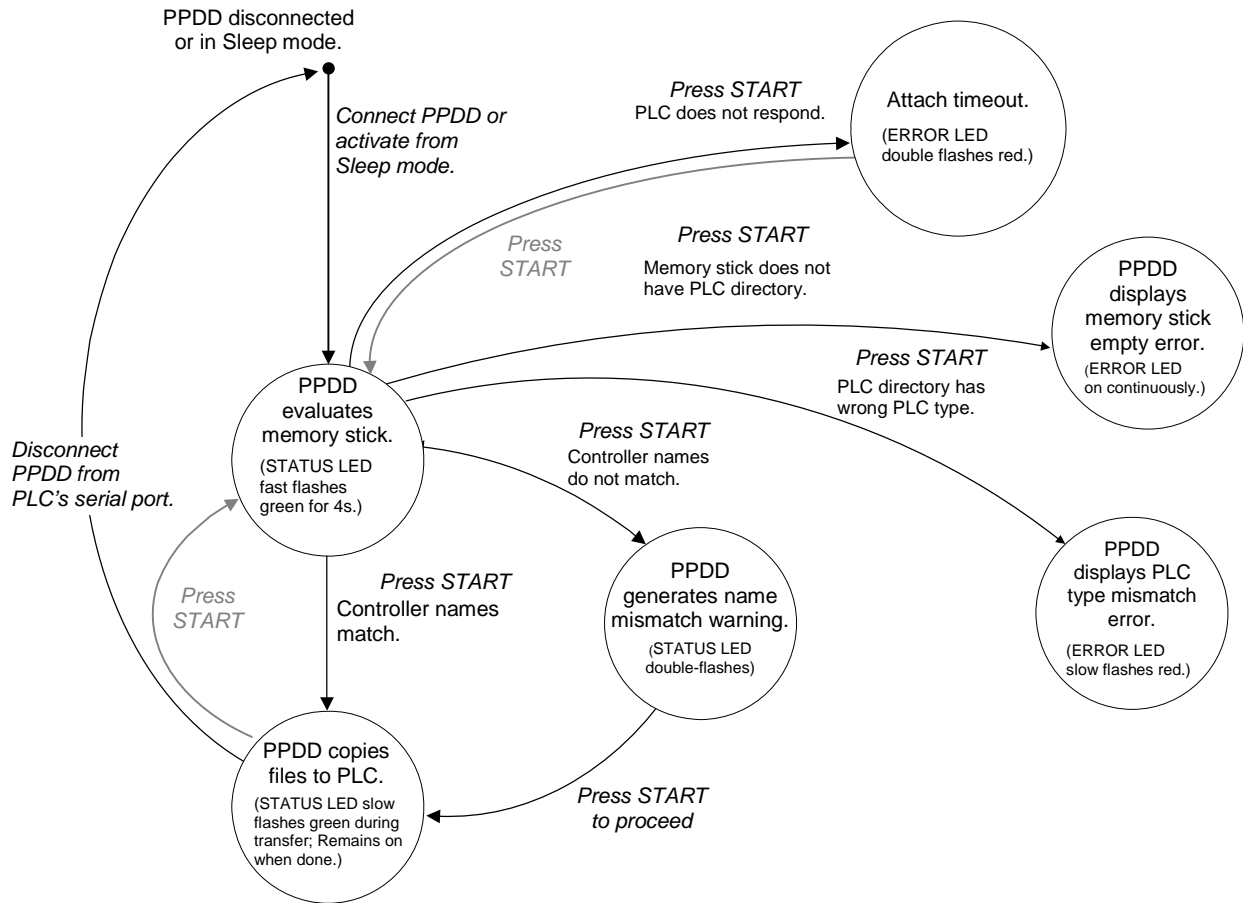 PPDD disconnected
or in Sleep mode.
Connect PPDD or
activate from
Sleep mode.
Press START
PLC does not respond.
Attach timeout.
(ERROR LED
double flashes red.)
Press
START
Press START
Memory stick does not
have PLC directory.
PPDD
displays
memory stick
empty error.
(ERROR LED
on continuously.)
Press START
PLC directory has
wrong PLC type.
PPDD
evaluates
memory stick.
(STATUS LED
fast flashes
green for 4s.)
Press START
Controller names
do not match.
Disconnect
PPDD from
PLC's serial port.
PPDD
displays PLC
type mismatch
error.
(ERROR LED
slow flashes red.)
Press
START
Press START
Controller names
match.
PPDD
generates name
mismatch warning.
(STATUS LED
double-flashes)
PPDD copies
files to PLC.
(STATUS LED slow
flashes green during
transfer; Remains on
when done.)
Press START
to proceed